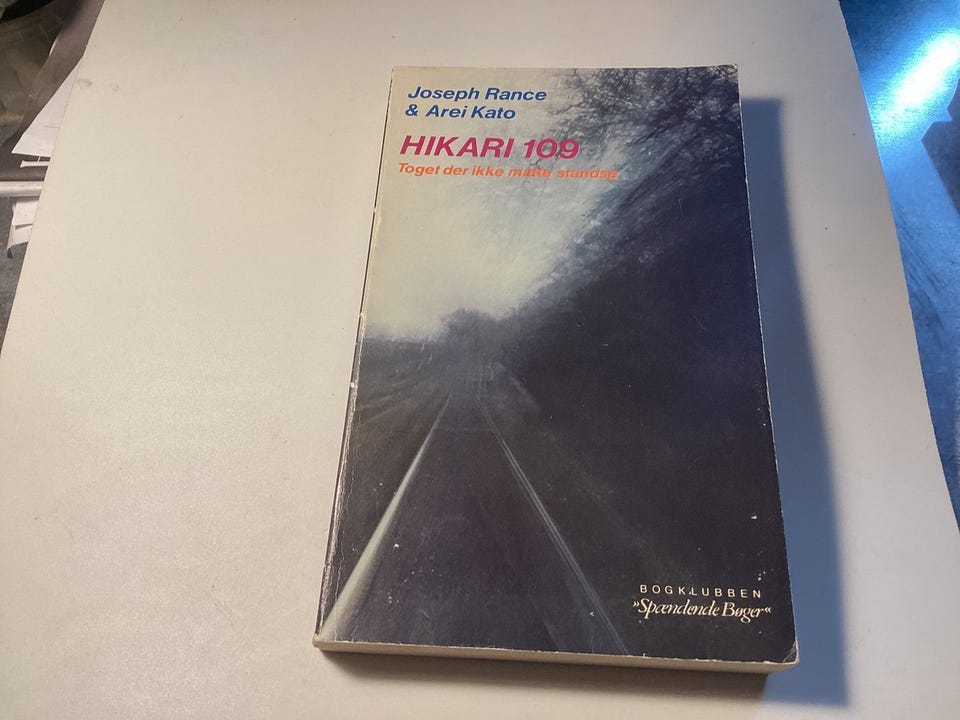 Joseph Rance
& Arei Kato
HIKARI 109
Toget der ikke måtte standse
BOGKLUBBEN
»Spændende Bøger«